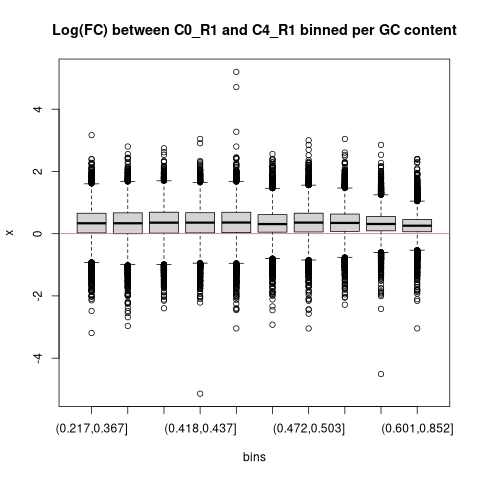 Log(FC) between C0_R1 and C4_R1 binned per GC content
4
2
0
-2
-4
x
(0.217,0.367] (0.418,0.437] (0.472,0.503] (0.601,0.852]
bins